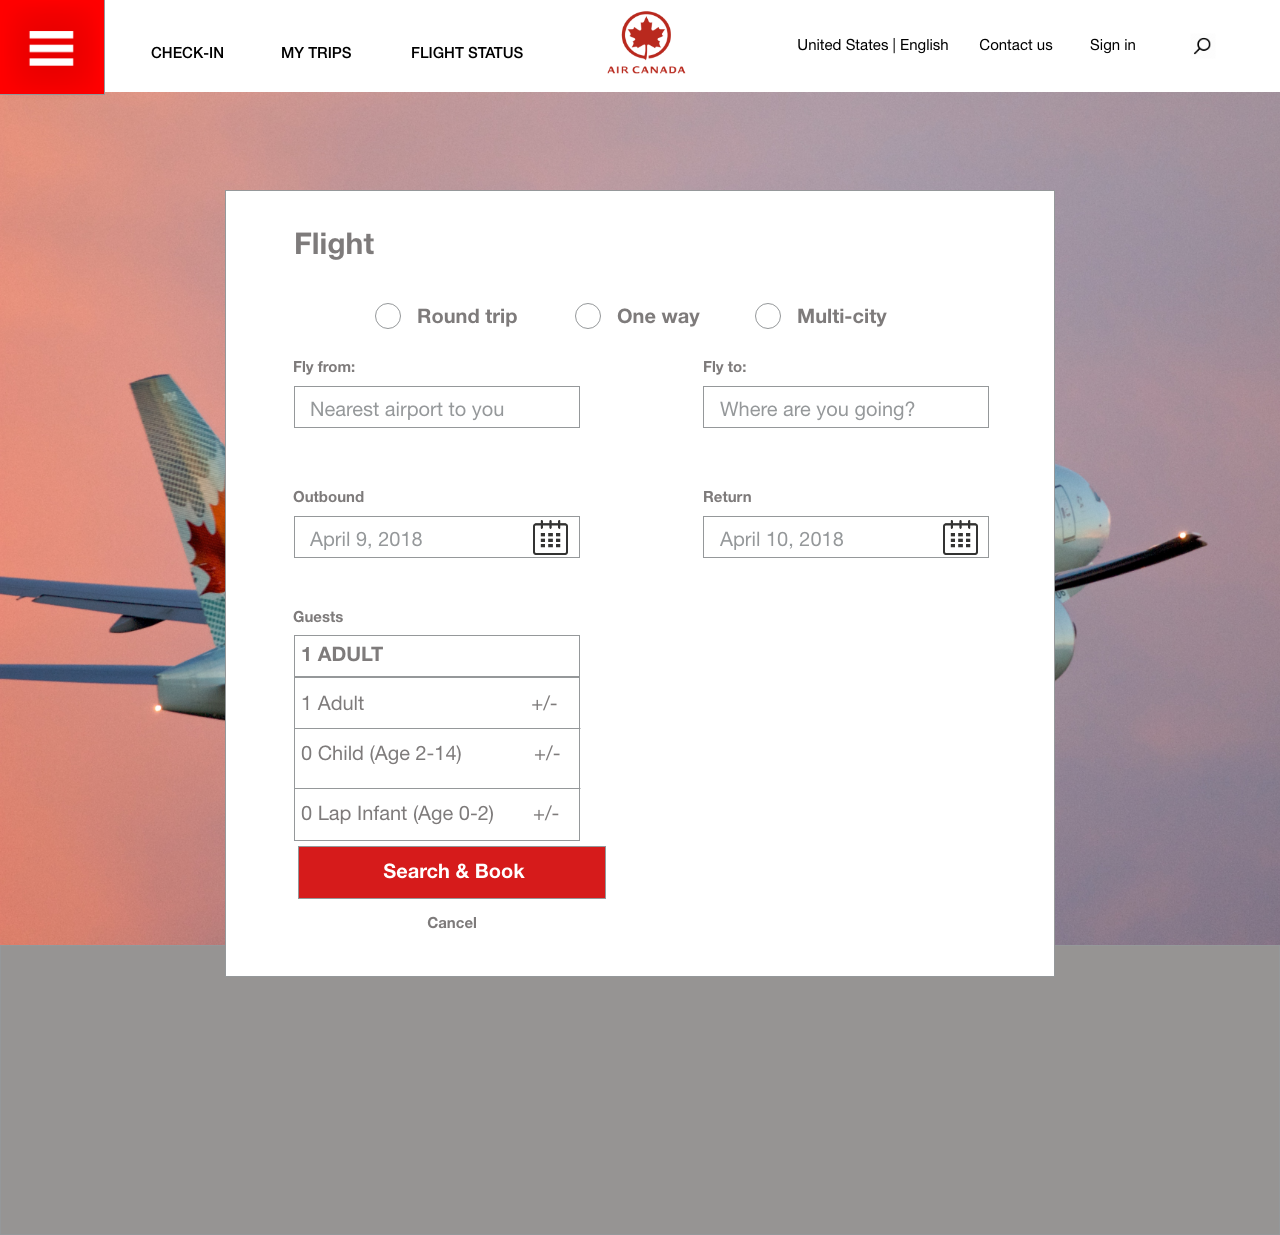 CHECK-IN
MY TRIPS
FLIGHT STATUS
AIR CANADA
United States | English
Contact us
Sign in
Flight
Round trip
One way
Multi-city
Fly from:
Fly to:
Nearest airport to you
Where are you going?
Outbound
Return
April 9, 2018
April 10, 2018
Guests
1 ADULT
1 Adult +/-
0 Child (Age 2-14) +/-
0 Lap Infant (Age 0-2) +/-
Search & Book
Cancel